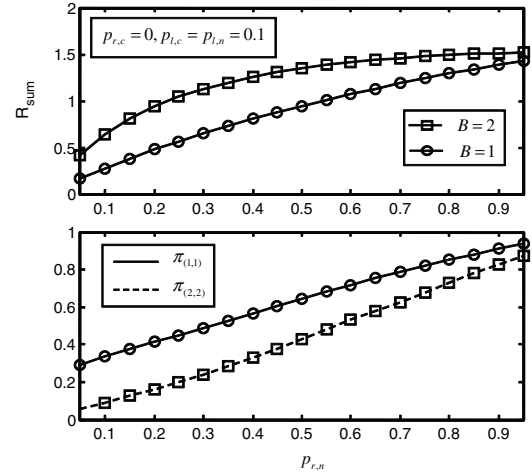 2
1.5
1
0.5
0
R_sum
p_{r,c} = 0, p_{l,c} = p_{l,n} = 0.1
B = 2
B = 1
0.1 0.2 0.3 0.4 0.5 0.6 0.7 0.8 0.9
1
0.8
0.6
0.4
0.2
0
π_(1,1)
π_(2,2)
0.1 0.2 0.3 0.4 0.5 0.6 0.7 0.8 0.9
p_{r,n}